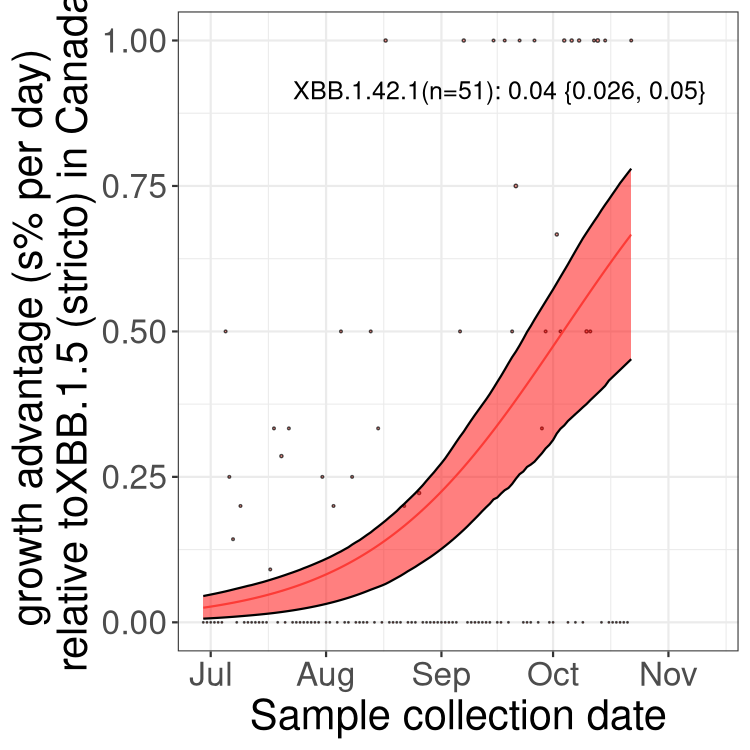 growth advantage (s% per day)
relative toXBB.1.5 (stricto) in Canada
1.00
0.75
0.50
0.25
0.00
XBB.1.42.1(n=51): 0.04 {0.026, 0.05}
Jul Aug Sep Oct Nov
Sample collection date